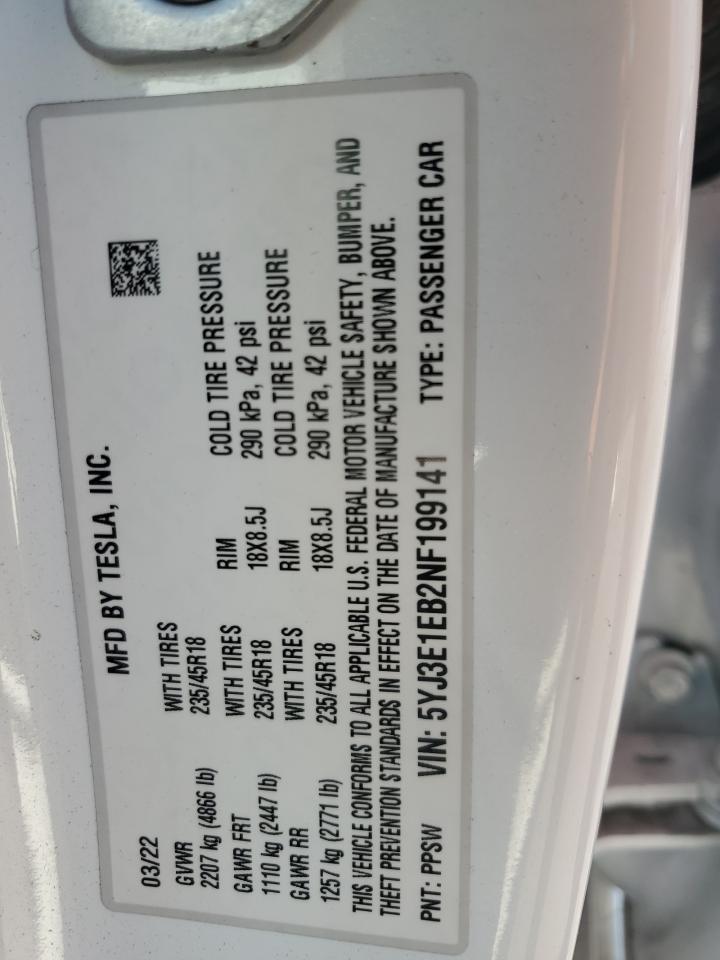 MFD BY TESLA, INC.
03/22
GVWR WITH TIRES
2207 kg (4866 lb) 235/45R18
GAWR FRT WITH TIRES RIM COLD TIRE PRESSURE
1110 kg (2447 lb) 235/45R18 18X8.5J 290 kPa, 42 psi
GAWR RR WITH TIRES RIM COLD TIRE PRESSURE
1257 kg (2771 lb) 235/45R18 18X8.5J 290 kPa, 42 psi
THIS VEHICLE CONFORMS TO ALL APPLICABLE U.S. FEDERAL MOTOR VEHICLE SAFETY, BUMPER, AND
THEFT PREVENTION STANDARDS IN EFFECT ON THE DATE OF MANUFACTURE SHOWN ABOVE.
PNT: PPSW VIN: 5YJ3E1EB2NF199141 TYPE: PASSENGER CAR